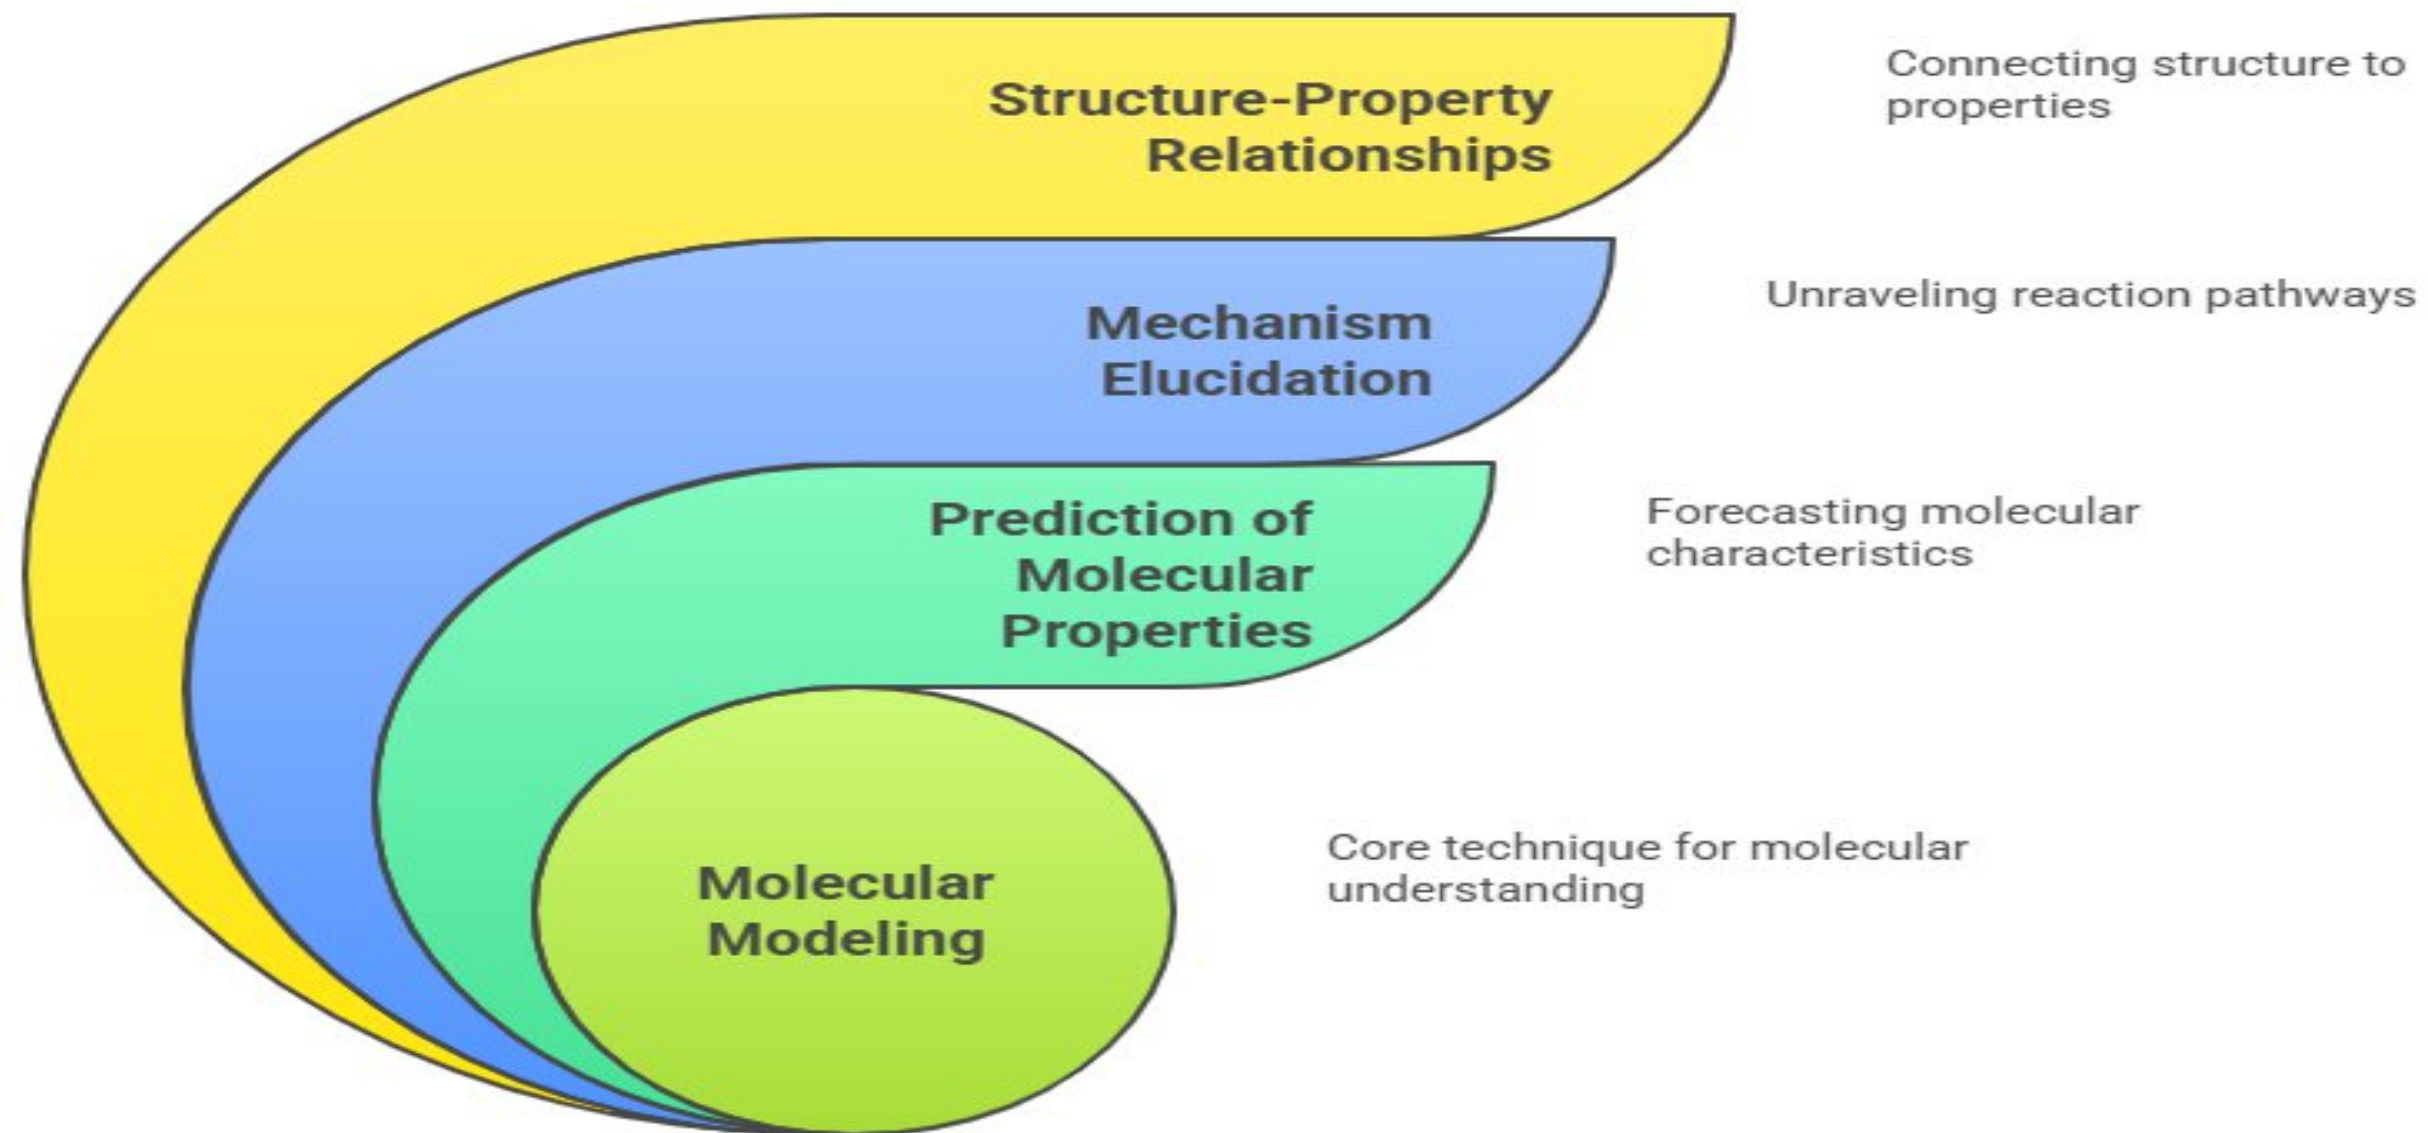 Structure-Property
Relationships
Connecting structure to
properties
Mechanism
Elucidation
Unraveling reaction pathways
Prediction of
Molecular
Properties
Forecasting molecular
characteristics
Molecular
Modeling
Core technique for molecular
understanding